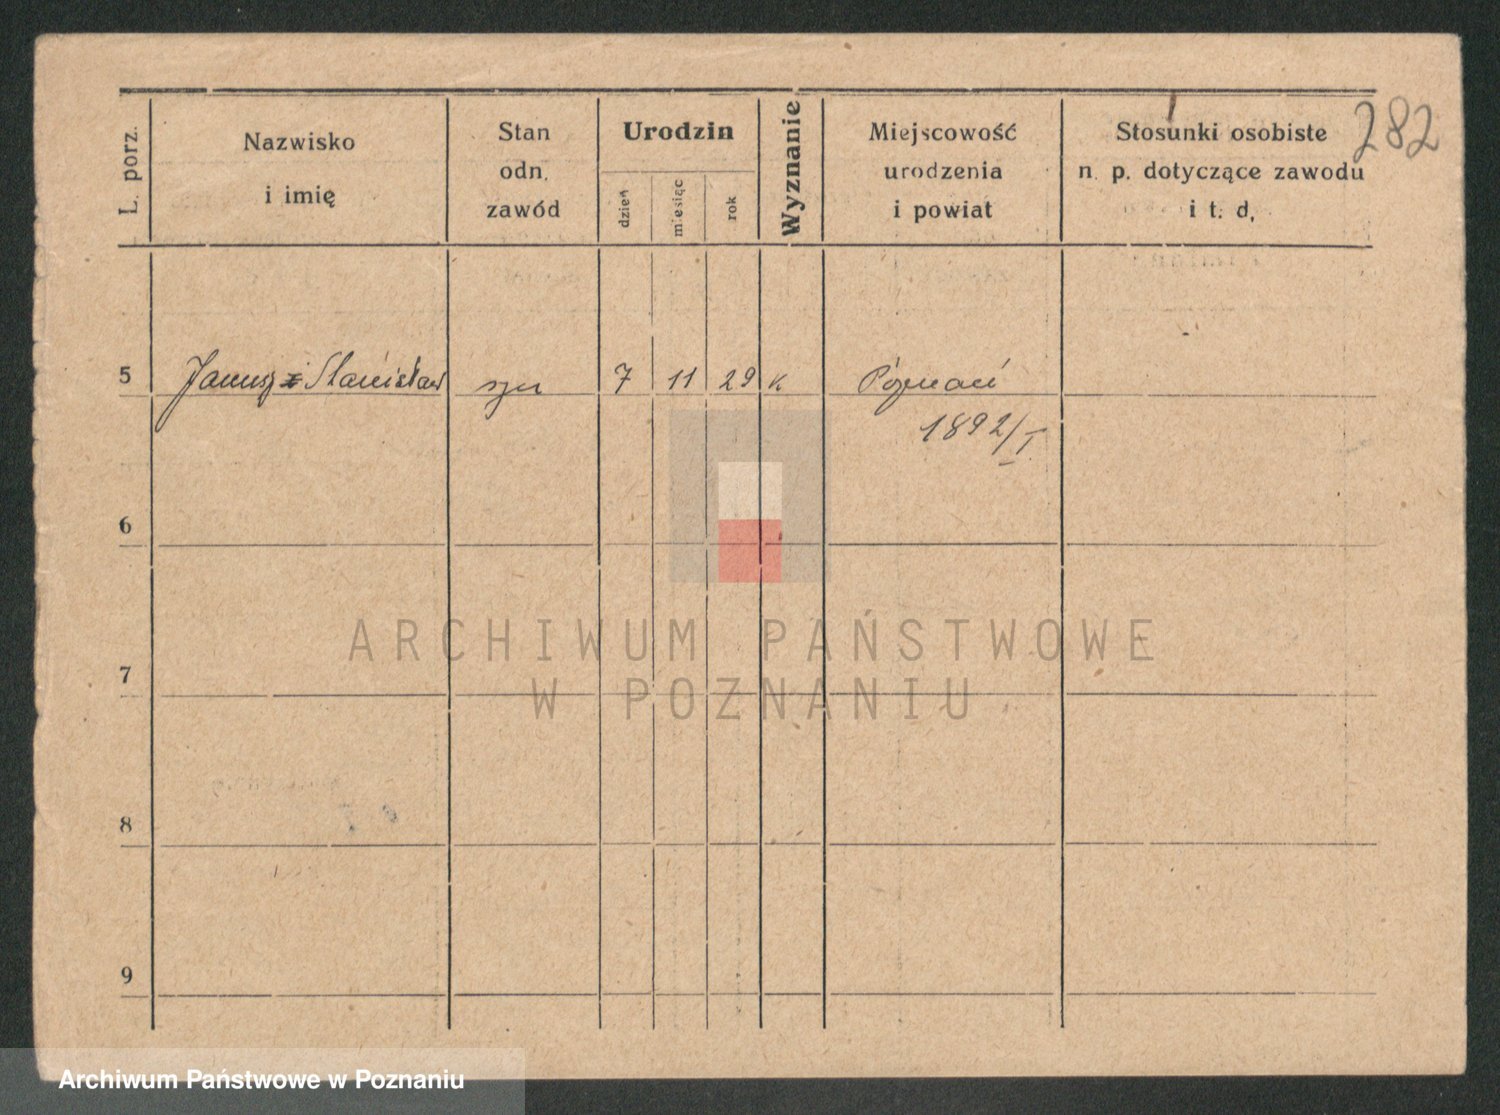 282
L. porz.
Nazwisko
i imię
Stan
odn.
zawód
Urodzin
dzień
miesiąc
rok
Wyznanie
Miejscowość
urodzenia
i powiat
Stosunki osobiste
n. p. dotyczące zawodu
i t. d.
5 Janusz Stanisław syn 7 11 29 k Poznań
1892/I
6
7
8
9
ARCHIWUM PAŃSTWOWE
W POZNANIU
Archiwum Państwowe w Poznaniu